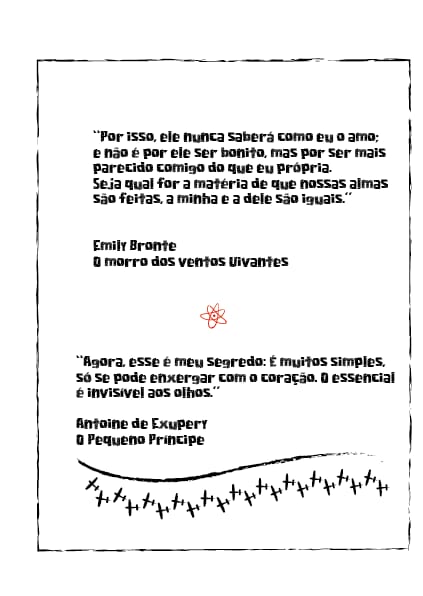 “Por isso, ele nunca saberá como eu o amo;
e não é por ele ser bonito, mas por ser mais
parecido comigo do que eu própria.
Seja qual for a matéria de que nossas almas
são feitas, a minha e a dele são iguais.”
Emily Bronte
O morro dos ventos Uivantes
“Agora, esse é meu segredo: É muitos simples,
só se pode enxergar com o coração. O essencial
é invisível aos olhos.”
Antoine de Exupery
O Pequeno Príncipe